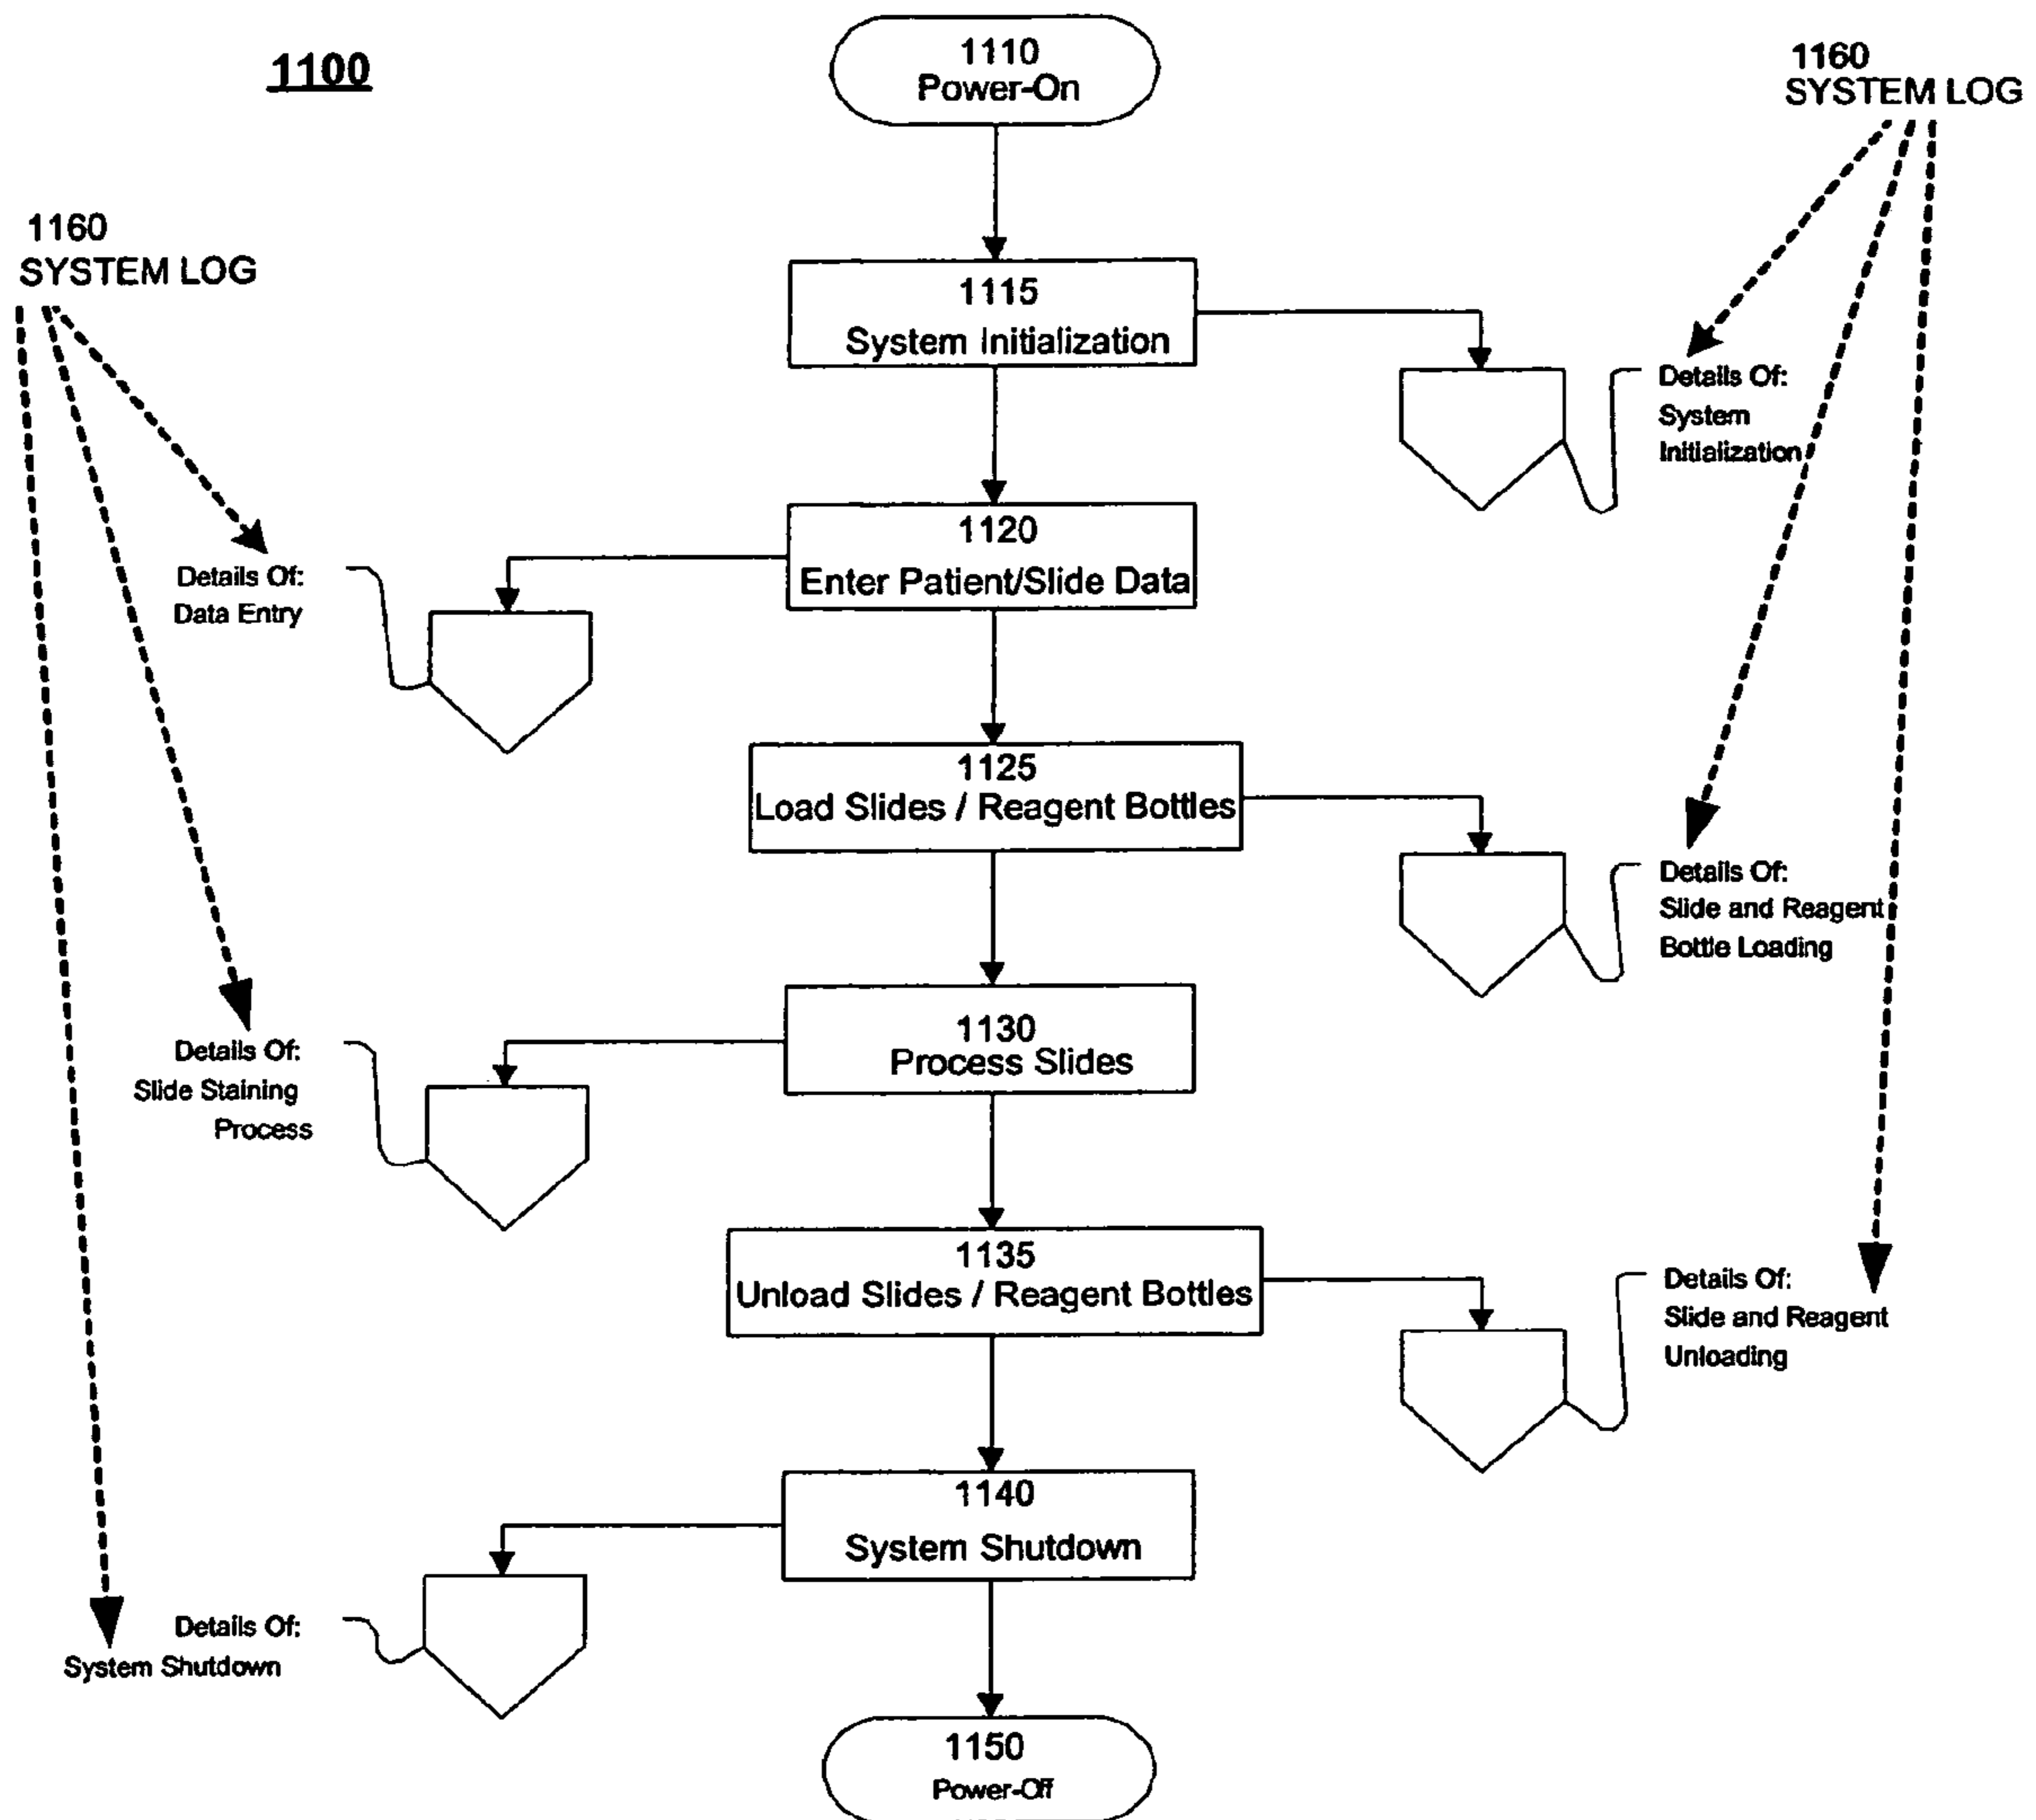 1100
1110
Power-On
1160
SYSTEM LOG
1160
SYSTEM LOG
1115
System Initialization
Details Of:
System
Initialization
1120
Enter Patient/Slide Data
Details Of:
Data Entry
1125
Load Slides / Reagent Bottles
Details Of:
Slide and Reagent
Bottle Loading
1130
Process Slides
Details Of:
Slide Staining
Process
1135
Unload Slides / Reagent Bottles
Details Of:
Slide and Reagent
Unloading
1140
System Shutdown
Details Of:
System Shutdown
1150
Power-Off